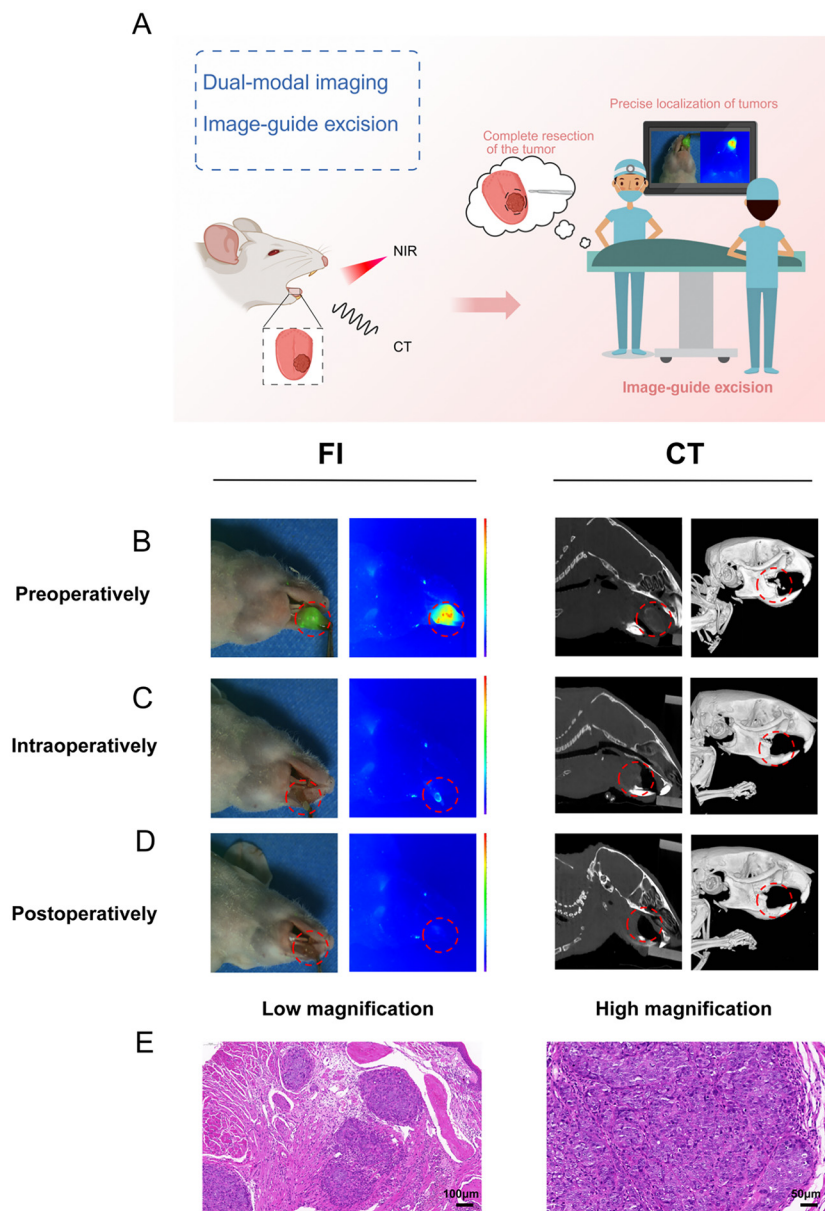 A
Dual-modal imaging
Image-guide excision
Precise localization of tumors
Complete resection
of the tumor
NIR
CT
Image-guide excision
FI
CT
B
Preoperatively
C
Intraoperatively
D
Postoperatively
Low magnification
High magnification
E
100μm
50μm